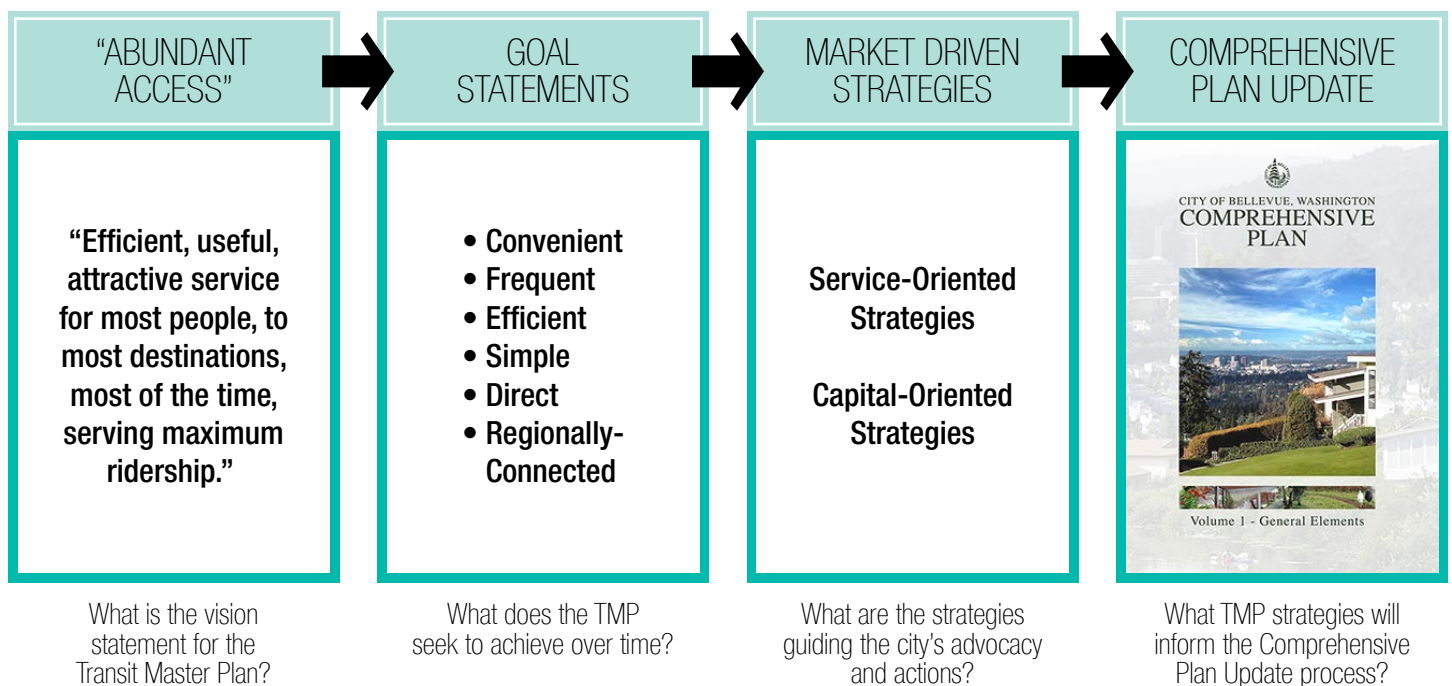 “ABUNDANT
ACCESS”
GOAL
STATEMENTS
MARKET DRIVEN
STRATEGIES
COMPREHENSIVE
PLAN UPDATE
“Efficient, useful,
attractive service
for most people, to
most destinations,
most of the time,
serving maximum
ridership.”
• Convenient
• Frequent
• Efficient
• Simple
• Direct
• Regionally-
Connected
Service-Oriented
Strategies
Capital-Oriented
Strategies
CITY OF BELLEVUE, WASHINGTON
COMPREHENSIVE
PLAN
Volume 1 - General Elements
What is the vision
statement for the
Transit Master Plan?
What does the TMP
seek to achieve over time?
What are the strategies
guiding the city’s advocacy
and actions?
What TMP strategies will
inform the Comprehensive
Plan Update process?